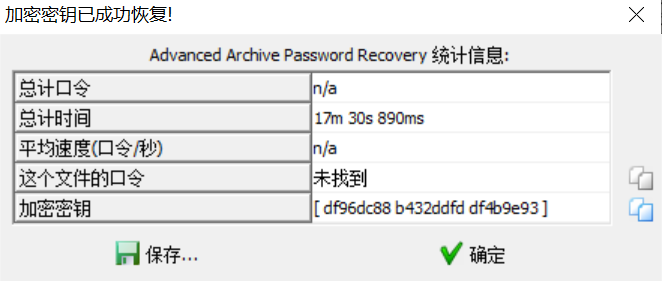 加密密钥已成功恢复!
Advanced Archive Password Recovery 统计信息:
总计口令 n/a
总计时间 17m 30s 890ms
平均速度(口令/秒) n/a
这个文件的口令 未找到
加密密钥 [ df96dc88 b432ddfd df4b9e93 ]
保存... 确定